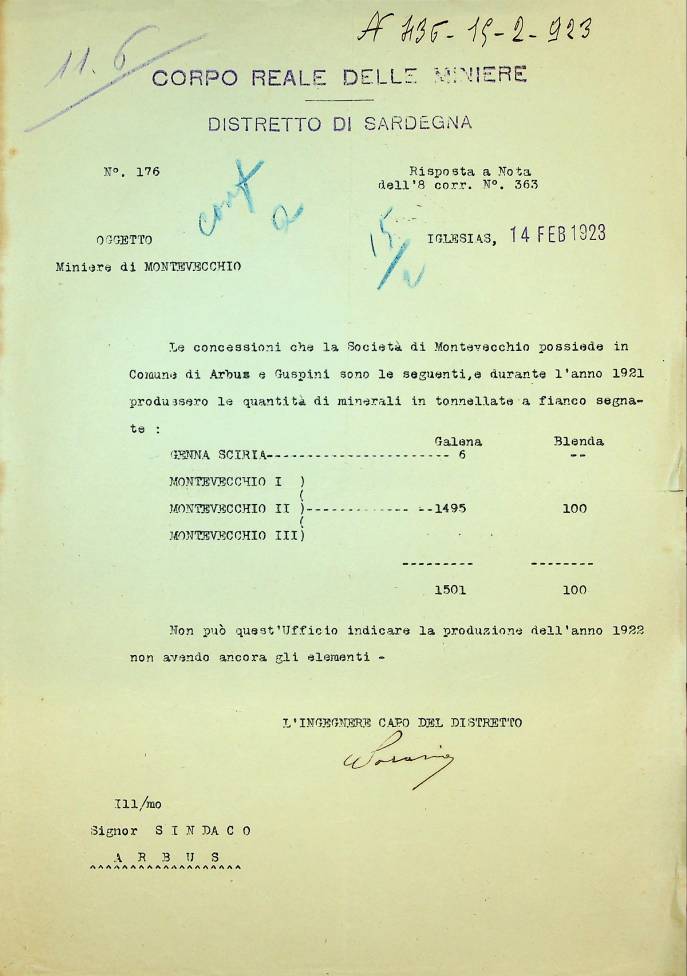 N 436 - 15 - 2 - 923
11.6
CORPO REALE DELLE MINIERE
DISTRETTO DI SARDEGNA
N°. 176
Risposta a Nota
dell'8 corr. N°. 363
15/2
OGGETTO
IGLESIAS, 14 FEB 1923
Miniere di MONTEVECCHIO
Le concessioni che la Società di Montevecchio possiede in
Comune di Arbus e Guspini sono le seguenti,e durante l'anno 1921
produssero le quantità di minerali in tonnellate a fianco segna-
te :
Galena Blenda
GENNA SCIRIA----------------------- 6 --
MONTEVECCHIO I )
(
MONTEVECCHIO II )--------------1495 100
(
MONTEVECCHIO III)
--------- --------
1501 100
Non può quest'Ufficio indicare la produzione dell'anno 1922
non avendo ancora gli elementi -
L'INGEGNERE CAPO DEL DISTRETTO
Ill/mo
Signor S I N D A C O
A R B U S
^^^^^^^^^^^^^^^^^^^